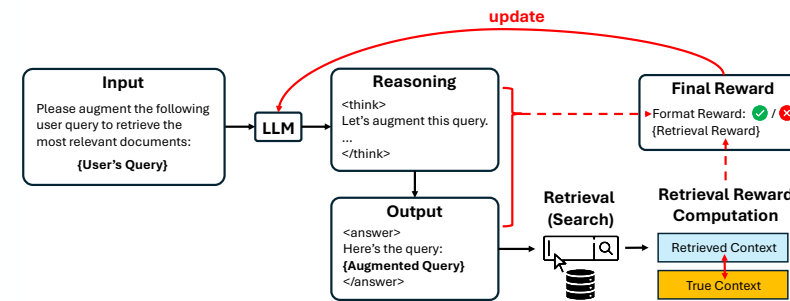 update
Input
Please augment the following
user query to retrieve the
most relevant documents:
{User's Query}
LLM
Reasoning
<think>
Let's augment this query.
...
</think>
Output
<answer>
Here's the query:
{Augmented Query}
</answer>
Retrieval
(Search)
Final Reward
Format Reward: /
{Retrieval Reward}
Retrieval Reward
Computation
Retrieved Context
True Context